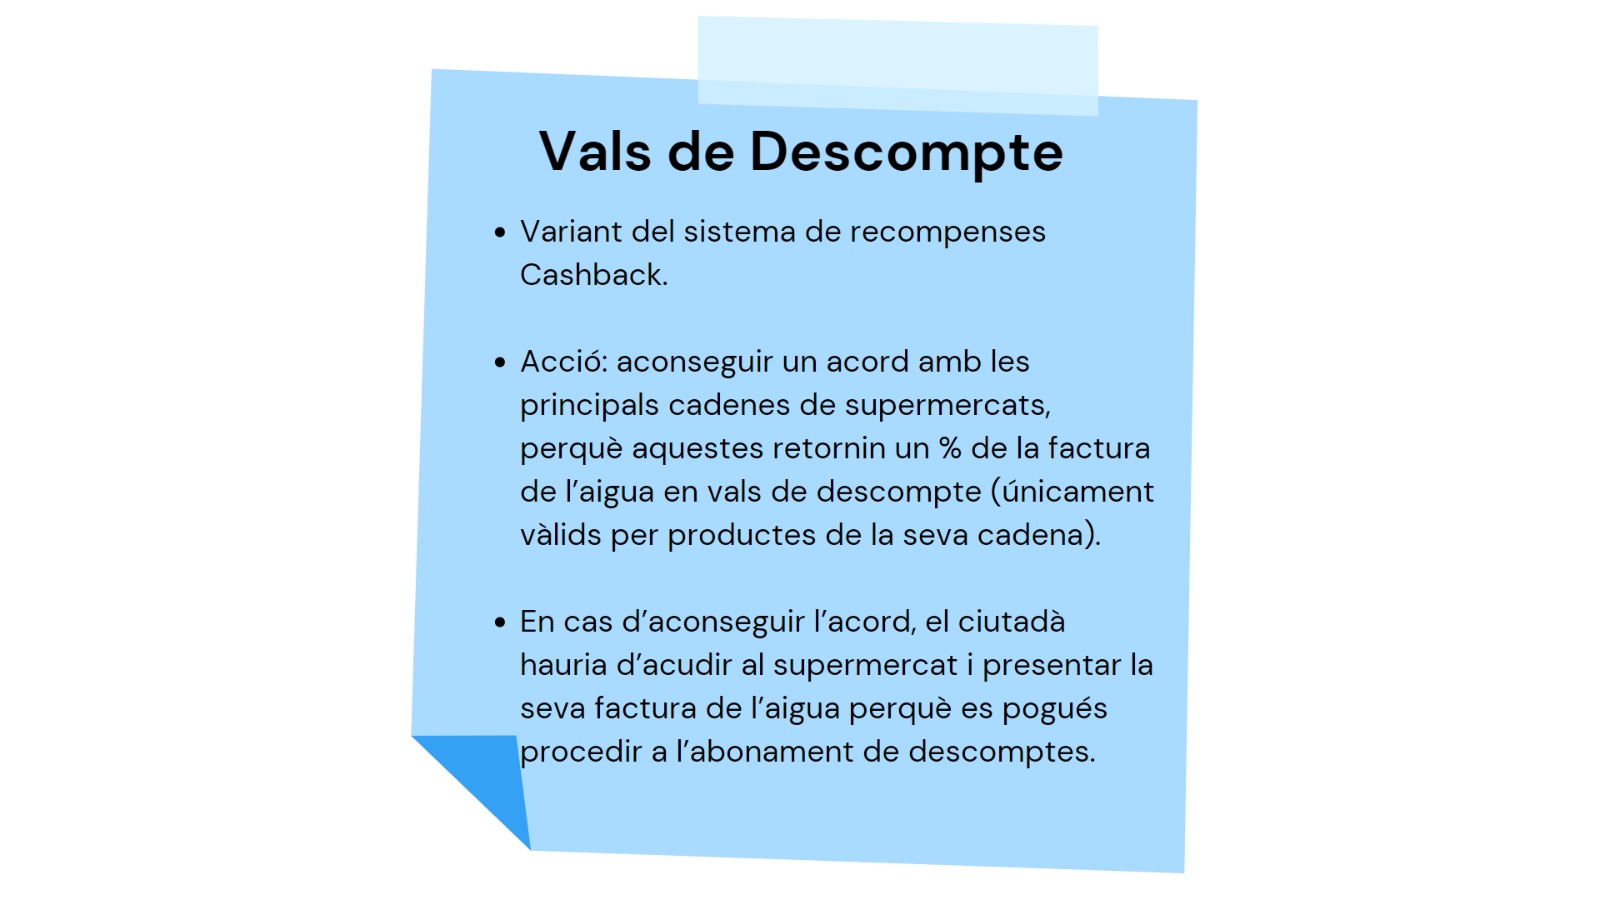 Vals de Descompte
• Variant del sistema de recompenses
Cashback.
• Acció: aconseguir un acord amb les
principals cadenes de supermercats,
perquè aquestes retornin un % de la factura
de l’aigua en vals de descompte (únicament
vàlids per productes de la seva cadena).
• En cas d’aconseguir l’acord, el ciutadà
hauria d’acudir al supermercat i presentar la
seva factura de l’aigua perquè es pogués
procedir a l’abonament de descomptes.